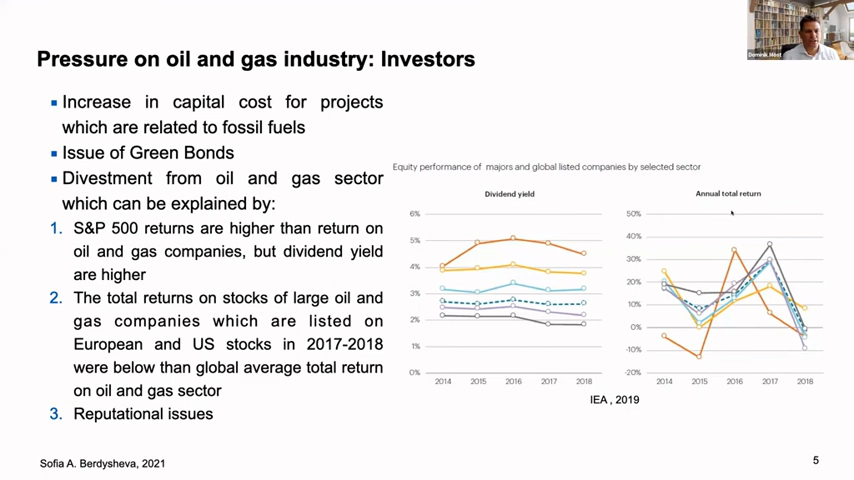 Dominik Möst
Pressure on oil and gas industry: Investors
Increase in capital cost for projects
which are related to fossil fuels
Issue of Green Bonds
Divestment from oil and gas sector
which can be explained by:
1. S&P 500 returns are higher than return on
oil and gas companies, but dividend yield
are higher
2. The total returns on stocks of large oil and
gas companies which are listed on
European and US stocks in 2017-2018
were below than global average total return
on oil and gas sector
3. Reputational issues
Equity performance of majors and global listed companies by selected sector
Dividend yield
6%
5%
4%
3%
2%
1%
0%
2014 2015 2016 2017 2018
Annual total return
50%
40%
30%
20%
10%
0%
-10%
-20%
2014 2015 2016 2017 2018
IEA , 2019
Sofia A. Berdysheva, 2021
5